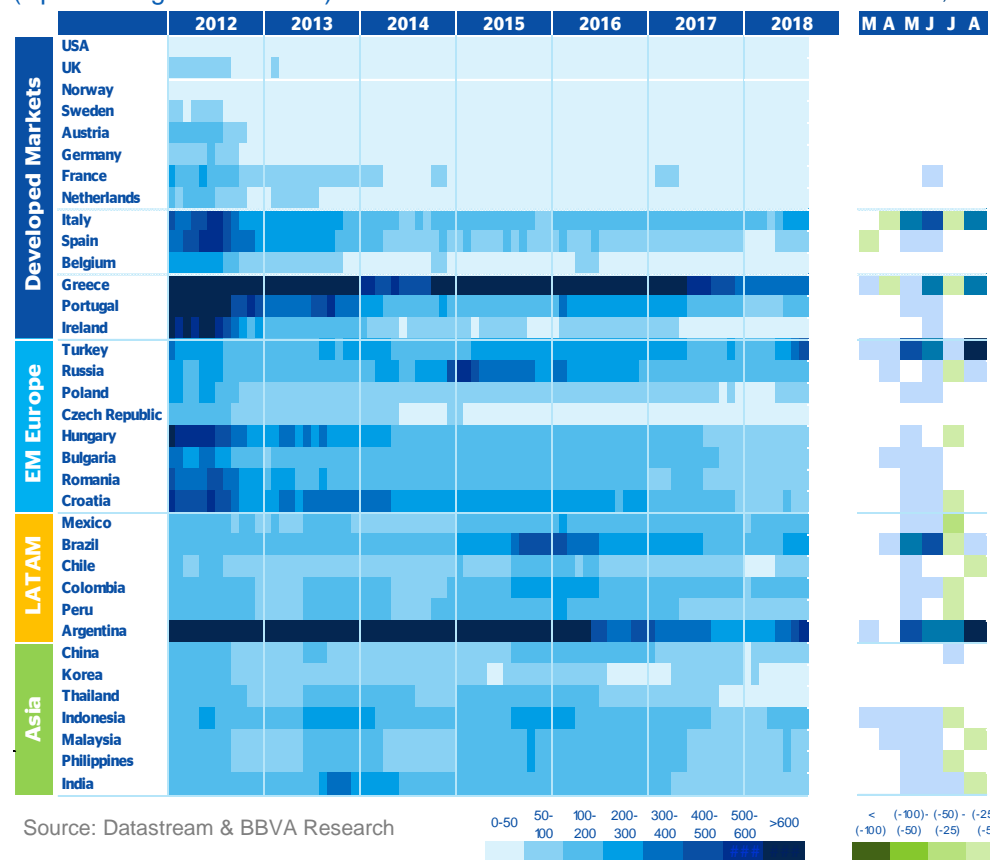 2012 2013 2014 2015 2016 2017 2018 M A M J J A
Developed Markets
USA
UK
Norway
Sweden
Austria
Germany
France
Netherlands
Italy
Spain
Belgium
Greece
Portugal
Ireland
EM Europe
Turkey
Russia
Poland
Czech Republic
Hungary
Bulgaria
Romania
Croatia
LATAM
Mexico
Brazil
Chile
Colombia
Peru
Argentina
Asia
China
Korea
Thailand
Indonesia
Malaysia
Philippines
India
Source: Datastream & BBVA Research
0-50 50- 100- 200- 300- 400- 500- >600
100 200 300 400 500 600
< (-100)- (-50) - (-25
(-100) (-50) (-25) (-5